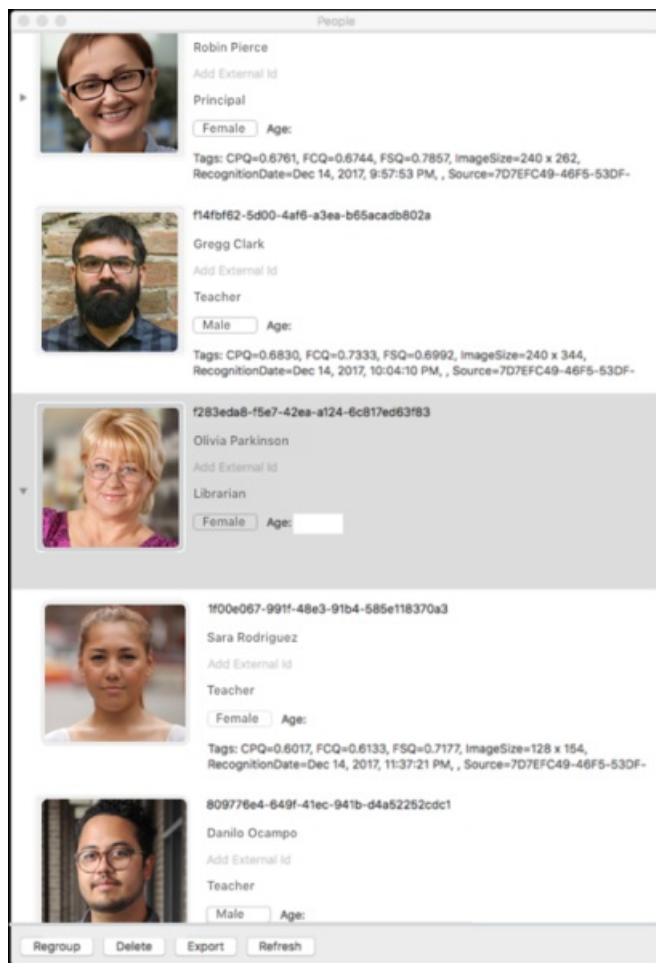 People
Robin Pierce
Add External Id
Principal
Female Age:
Tags: CPQ=0.6761, FCQ=0.6744, FSQ=0.7857, ImageSize=240 x 262,
RecognitionDate=Dec 14, 2017, 9:57:53 PM, , Source=7D7EFC49-46F5-53DF-
f14fbf62-5d00-4af6-a3ea-b65acadb802a
Gregg Clark
Add External Id
Teacher
Male Age:
Tags: CPQ=0.6830, FCQ=0.7333, FSQ=0.6992, ImageSize=240 x 344,
RecognitionDate=Dec 14, 2017, 10:04:10 PM, , Source=7D7EFC49-46F5-53DF-
f283eda8-f5e7-42ea-a124-6c817ed63f83
Olivia Parkinson
Add External Id
Librarian
Female Age:
1f00e067-991f-48e3-91b4-585e118370a3
Sara Rodriguez
Add External Id
Teacher
Female Age:
Tags: CPQ=0.6017, FCQ=0.6133, FSQ=0.7177, ImageSize=128 x 154,
RecognitionDate=Dec 14, 2017, 11:37:21 PM, , Source=7D7EFC49-46F5-53DF-
809776e4-649f-41ec-941b-d4a52252cdc1
Danilo Ocampo
Add External Id
Teacher
Male Age:
Regroup Delete Export Refresh